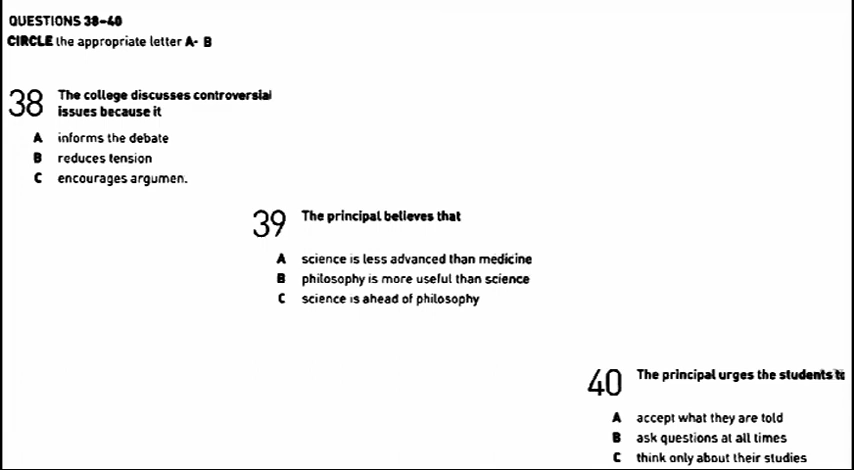 QUESTIONS 38–40
CIRCLE the appropriate letter A- B
38 The college discusses controversial
issues because it
A informs the debate
B reduces tension
C encourages argumen.
39 The principal believes that
A science is less advanced than medicine
B philosophy is more useful than science
C science is ahead of philosophy
40 The principal urges the students
A accept what they are told
B ask questions at all times
C think only about their studies